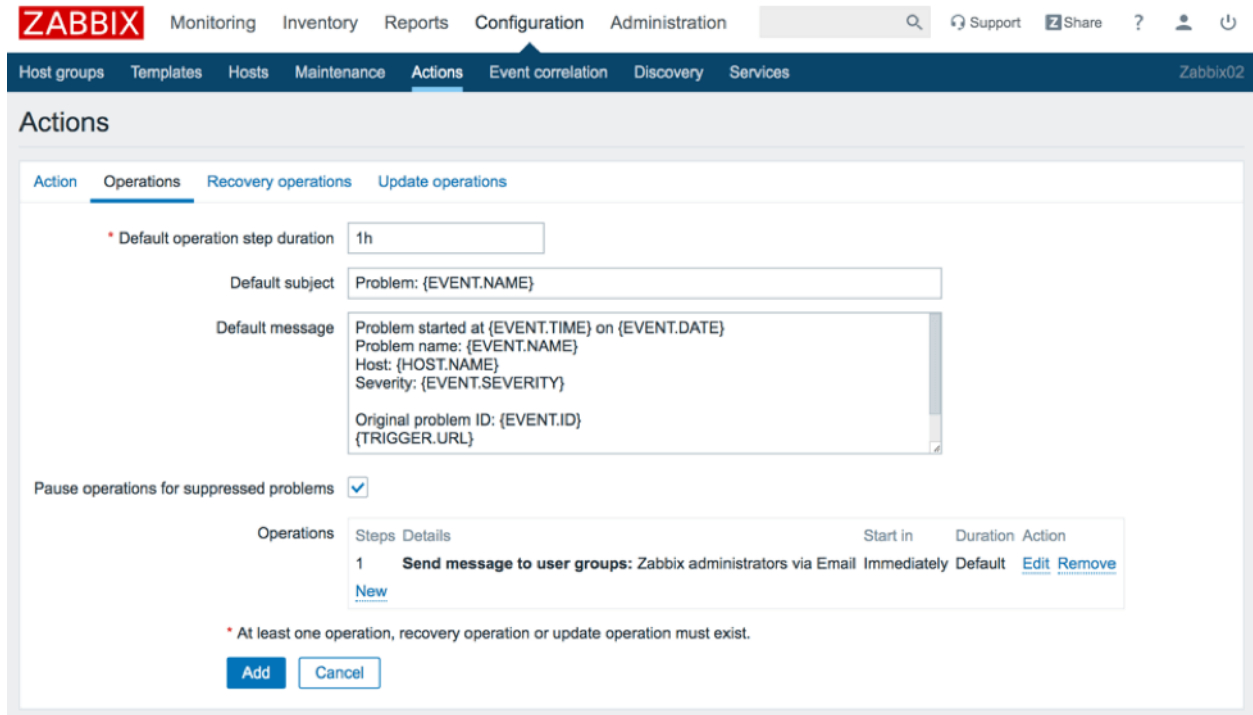 ZABBIX Monitoring Inventory Reports Configuration Administration Support Z Share ?
Host groups Templates Hosts Maintenance Actions Event correlation Discovery Services Zabbix02
Actions
Action Operations Recovery operations Update operations
* Default operation step duration 1h
Default subject Problem: {EVENT.NAME}
Default message Problem started at {EVENT.TIME} on {EVENT.DATE}
Problem name: {EVENT.NAME}
Host: {HOST.NAME}
Severity: {EVENT.SEVERITY}
Original problem ID: {EVENT.ID}
{TRIGGER.URL}
Pause operations for suppressed problems
Operations Steps Details Start in Duration Action
1 Send message to user groups: Zabbix administrators via Email Immediately Default Edit Remove
New
* At least one operation, recovery operation or update operation must exist.
Add Cancel